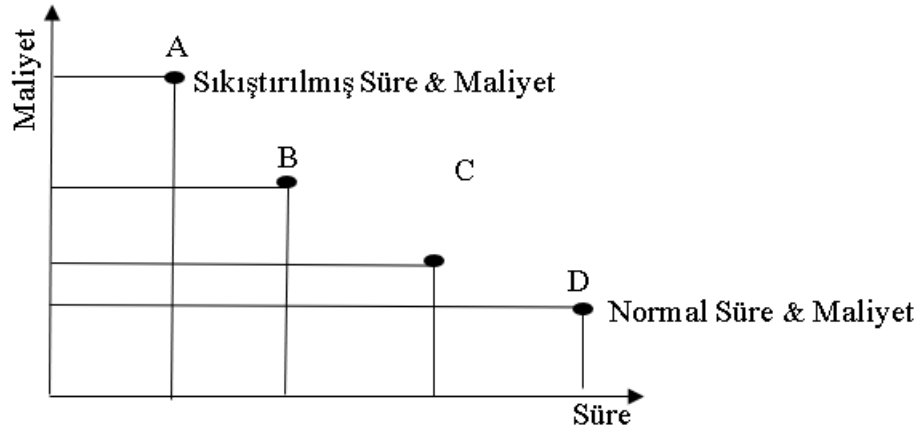 A
Sıkıştırılmış Süre & Maliyet
Maliyet
B
C
D
Normal Süre & Maliyet
Süre